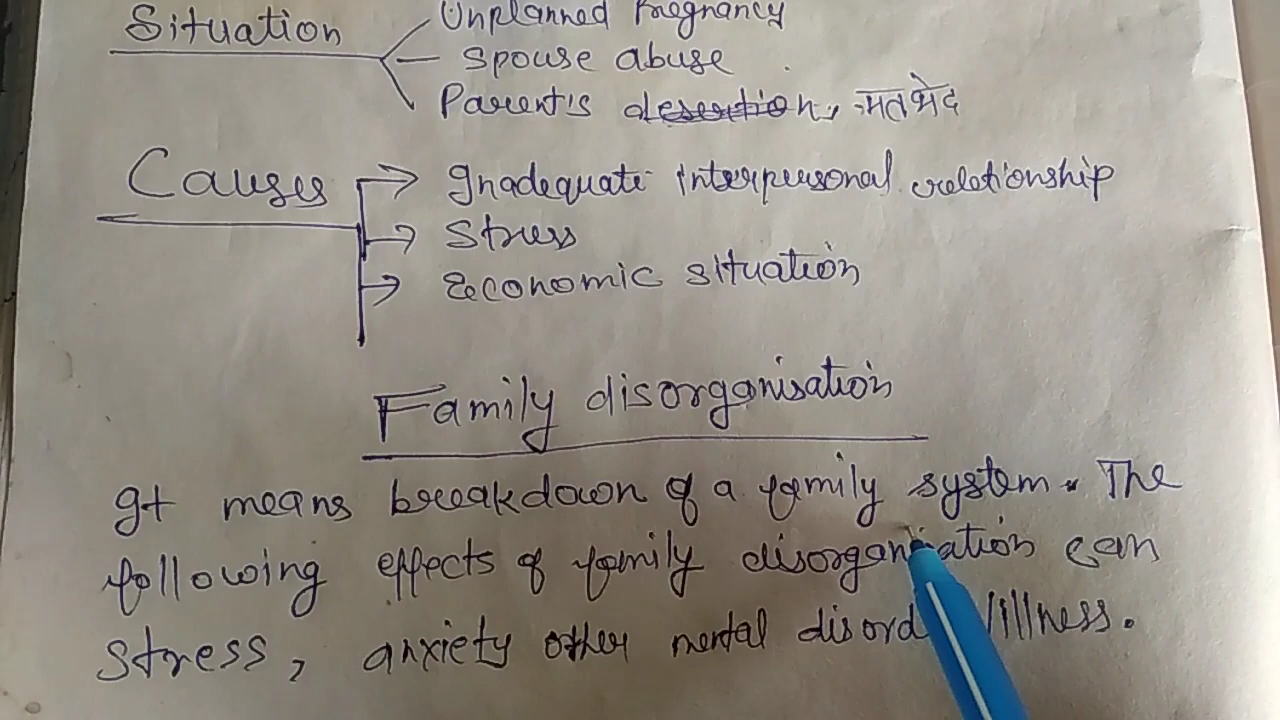 Situation
Unplanned Pregnancy
Spouse abuse
Parent's desertion, मतभेद
Causes
Inadequate interpersonal relationship
Stress
Economic situation
Family disorganisation
It means breakdown of a family system. The
following effects of family disorganisation can
stress, anxiety other mental disord /illness.